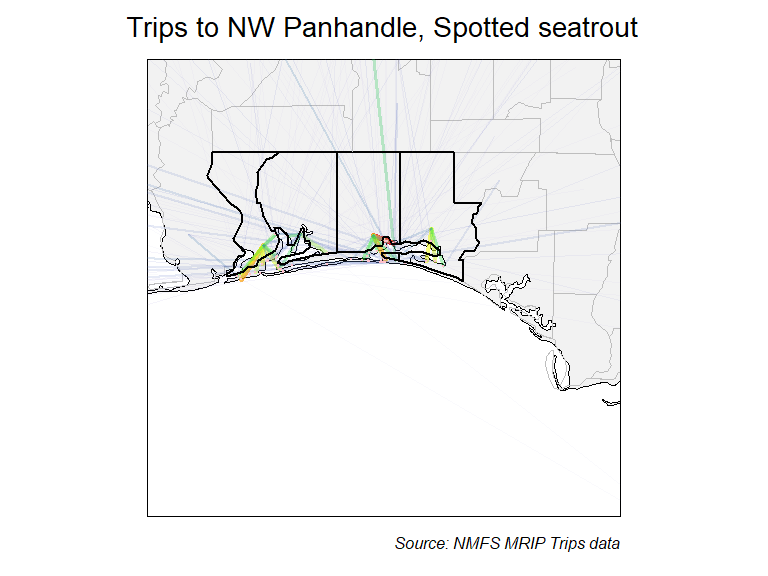 Trips to NW Panhandle, Spotted seatrout
Source: NMFS MRIP Trips data